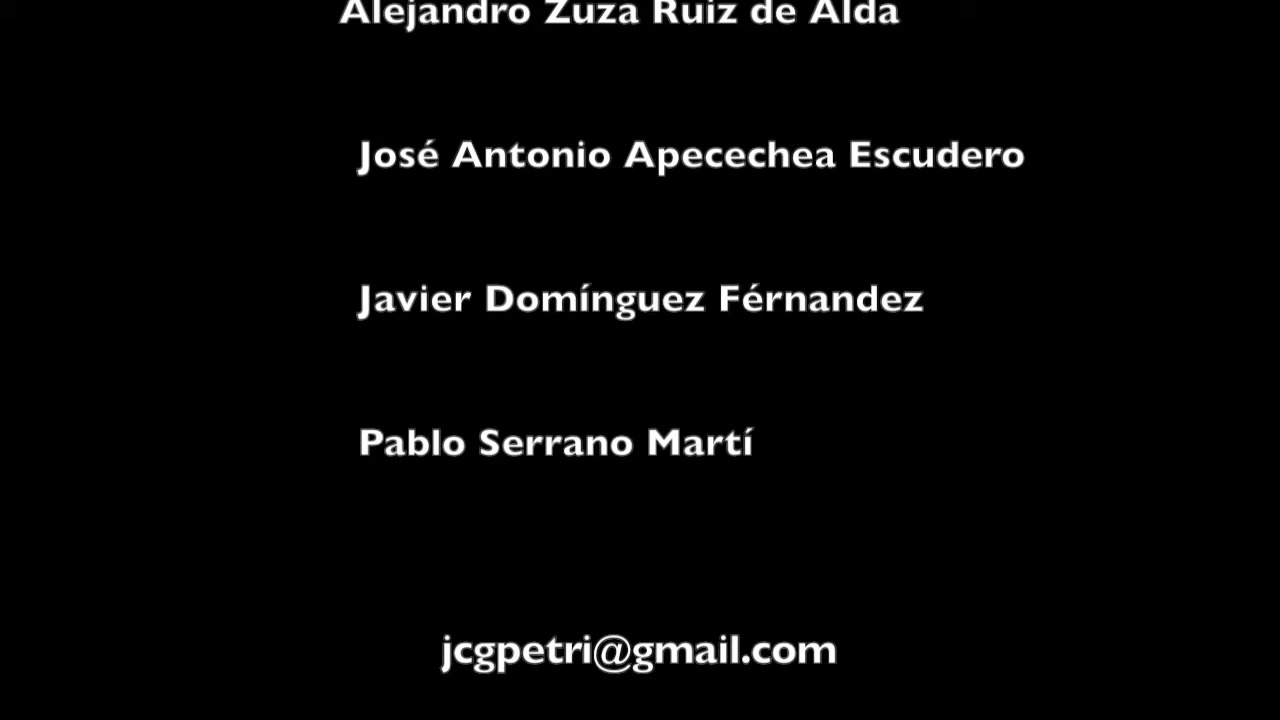 Alejandro Zuza Ruiz de Alda
José Antonio Apecechea Escudero
Javier Domínguez Férnandez
Pablo Serrano Martí
jcgpetri@gmail.com